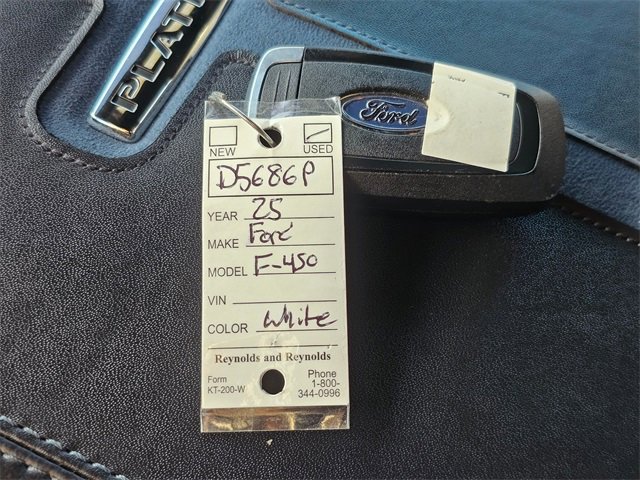 PLATI
Ford
NEW USED
D5686P
YEAR 25
MAKE Ford
MODEL F-450
VIN
COLOR White
Reynolds and Reynolds
Form Phone
KT-200-W 1-800-
344-0996